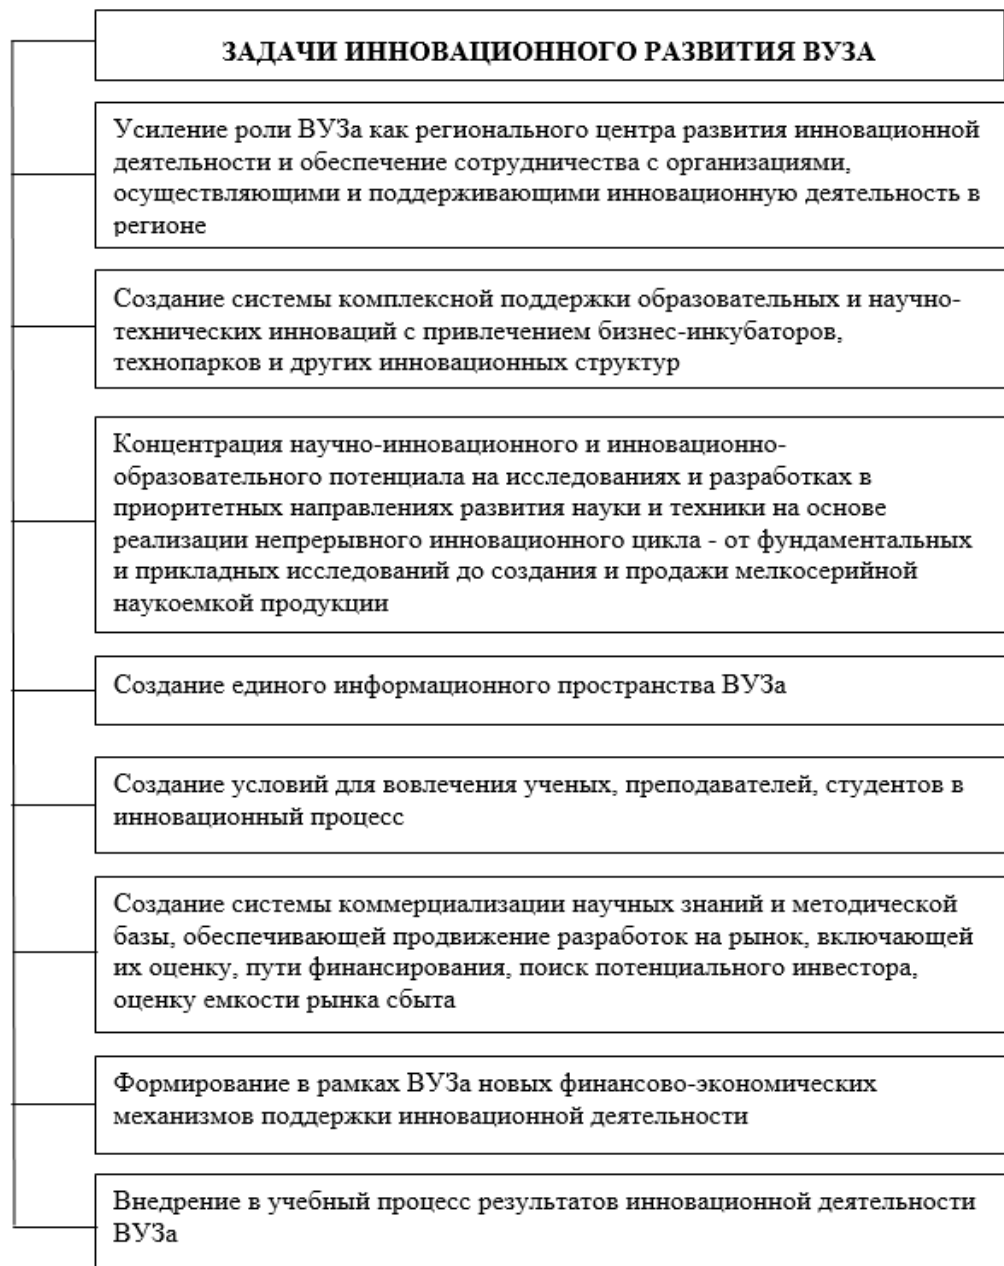 ЗАДАЧИ ИННОВАЦИОННОГО РАЗВИТИЯ ВУЗА
Усиление роли ВУЗа как регионального центра развития инновационной
деятельности и обеспечение сотрудничества с организациями,
осуществляющими и поддерживающими инновационную деятельность в
регионе
Создание системы комплексной поддержки образовательных и научно-
технических инноваций с привлечением бизнес-инкубаторов,
технопарков и других инновационных структур
Концентрация научно-инновационного и инновационно-
образовательного потенциала на исследованиях и разработках в
приоритетных направлениях развития науки и техники на основе
реализации непрерывного инновационного цикла - от фундаментальных
и прикладных исследований до создания и продажи мелкосерийной
наукоемкой продукции
Создание единого информационного пространства ВУЗа
Создание условий для вовлечения ученых, преподавателей, студентов в
инновационный процесс
Создание системы коммерциализации научных знаний и методической
базы, обеспечивающей продвижение разработок на рынок, включающей
их оценку, пути финансирования, поиск потенциального инвестора,
оценку емкости рынка сбыта
Формирование в рамках ВУЗа новых финансово-экономических
механизмов поддержки инновационной деятельности
Внедрение в учебный процесс результатов инновационной деятельности
ВУЗа